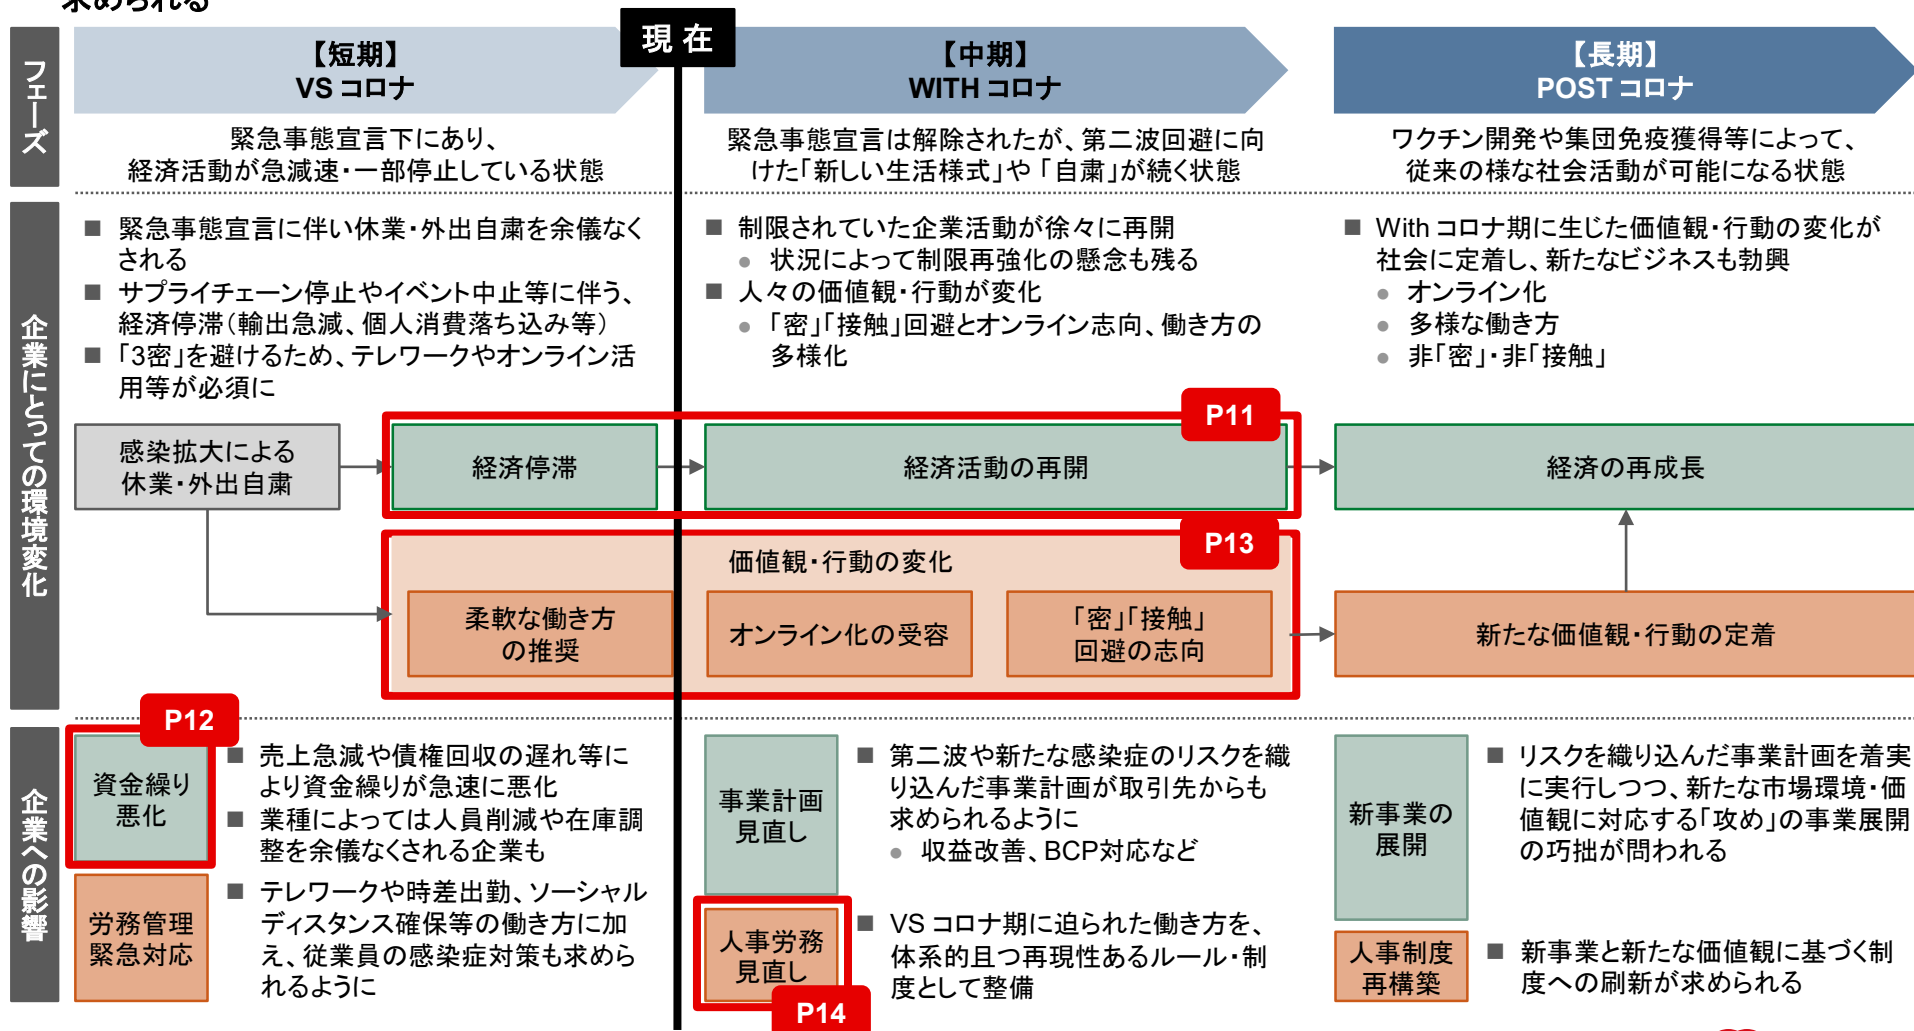 求められる
現 在
フェーズ
【短期】
VS コロナ
【中期】
WITH コロナ
【長期】
POST コロナ
緊急事態宣言下にあり、
経済活動が急減速・一部停止している状態
緊急事態宣言は解除されたが、第二波回避に向
けた「新しい生活様式」や「自粛」が続く状態
ワクチン開発や集団免疫獲得等によって、
従来の様な社会活動が可能になる状態
企業にとっての環境変化
■ 緊急事態宣言に伴い休業・外出自粛を余儀なく
される
■ サプライチェーン停止やイベント中止等に伴う、
経済停滞（輸出急減、個人消費落ち込み等）
■ 「3密」を避けるため、テレワークやオンライン活
用等が必須に
■ 制限されていた企業活動が徐々に再開
● 状況によって制限再強化の懸念も残る
■ 人々の価値観・行動が変化
● 「密」「接触」回避とオンライン志向、働き方の
多様化
■ With コロナ期に生じた価値観・行動の変化が
社会に定着し、新たなビジネスも勃興
● オンライン化
● 多様な働き方
● 非「密」・非「接触」
P11
感染拡大による
休業・外出自粛
経済停滞
経済活動の再開
経済の再成長
P13
価値観・行動の変化
柔軟な働き方
の推奨
オンライン化の受容
「密」「接触」
回避の志向
新たな価値観・行動の定着
企業への影響
P12
資金繰り
悪化
■ 売上急減や債権回収の遅れ等に
より資金繰りが急速に悪化
■ 業種によっては人員削減や在庫調
整を余儀なくされる企業も
労務管理
緊急対応
■ テレワークや時差出勤、ソーシャル
ディスタンス確保等の働き方に加
え、従業員の感染症対策も求めら
れるように
事業計画
見直し
■ 第二波や新たな感染症のリスクを織
り込んだ事業計画が取引先からも
求められるように
● 収益改善、BCP対応など
人事労務
見直し
P14
■ VS コロナ期に迫られた働き方を、
体系的且つ再現性あるルール・制
度として整備
新事業の
展開
■ リスクを織り込んだ事業計画を着実
に実行しつつ、新たな市場環境・価
値観に対応する「攻め」の事業展開
の巧拙が問われる
人事制度
再構築
■ 新事業と新たな価値観に基づく制
度への刷新が求められる